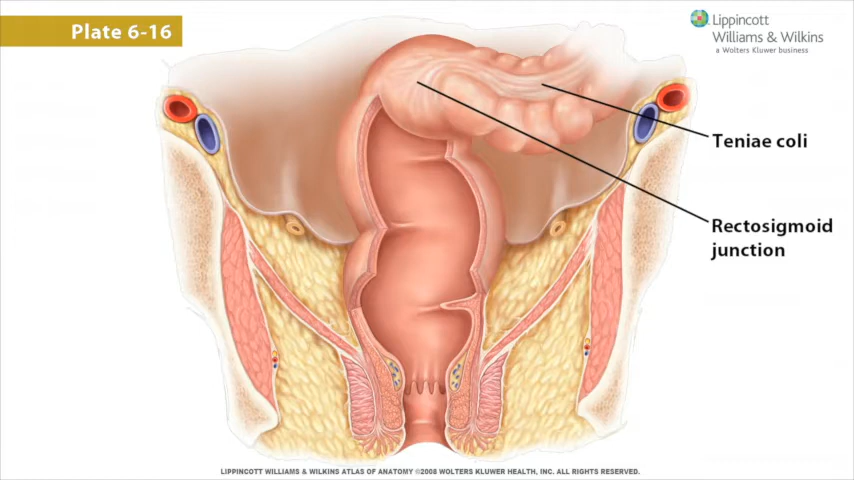 Plate 6-16
Lippincott
Williams & Wilkins
a Wolters Kluwer business
Teniae coli
Rectosigmoid
junction
LIPPINCOTT WILLIAMS & WILKINS ATLAS OF ANATOMY ©2008 WOLTERS KLUWER HEALTH, INC. ALL RIGHTS RESERVED.